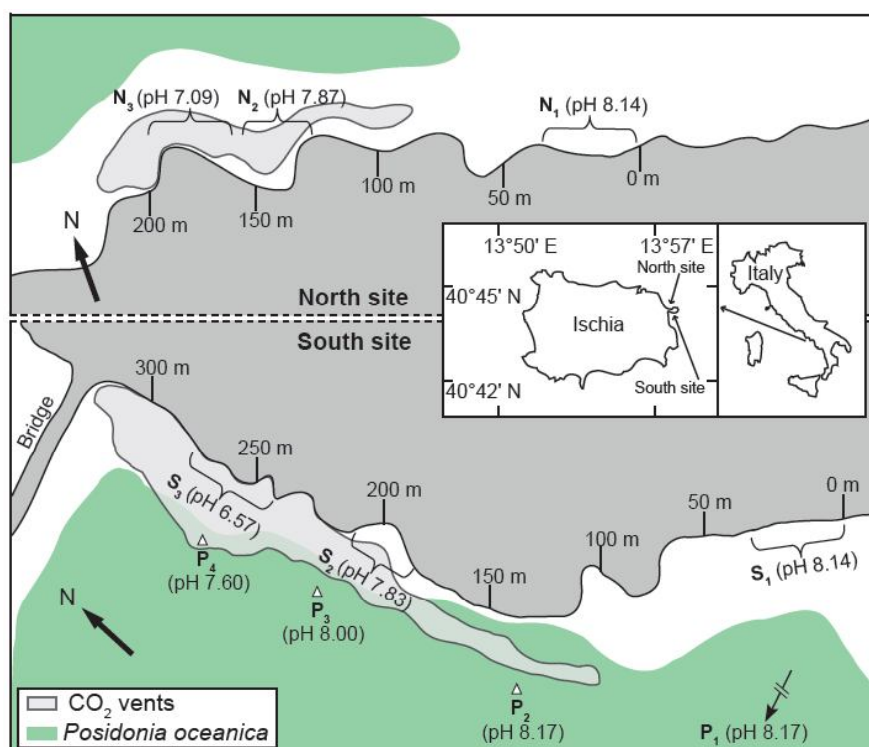 N₃ (pH 7.09) N₂ (pH 7.87)
N₁ (pH 8.14)
200 m
150 m
100 m
50 m
0 m
N
North site
South site
13°50' E
13°57' E
North site
40°45' N
Ischia
40°42' N
South site
Italy
Bridge
300 m
250 m
200 m
150 m
100 m
50 m
0 m
S₃ (pH 6.57)
S₂ (pH 7.83)
S₁ (pH 8.14)
P₄
(pH 7.60)
P₃
(pH 8.00)
P₂
(pH 8.17)
P₁ (pH 8.17)
N
CO₂ vents
Posidonia oceanica